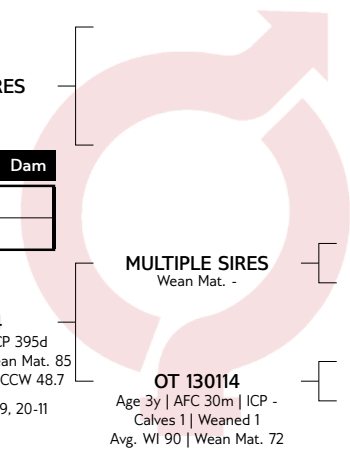 RES
Dam
MULTIPLE SIRES
Wean Mat. -
CP 395d
an Mat. 85
CCW 48.7
9, 20-11
OT 130114
Age 3y | AFC 30m | ICP -
Calves 1 | Weaned 1
Avg. WI 90 | Wean Mat. 72